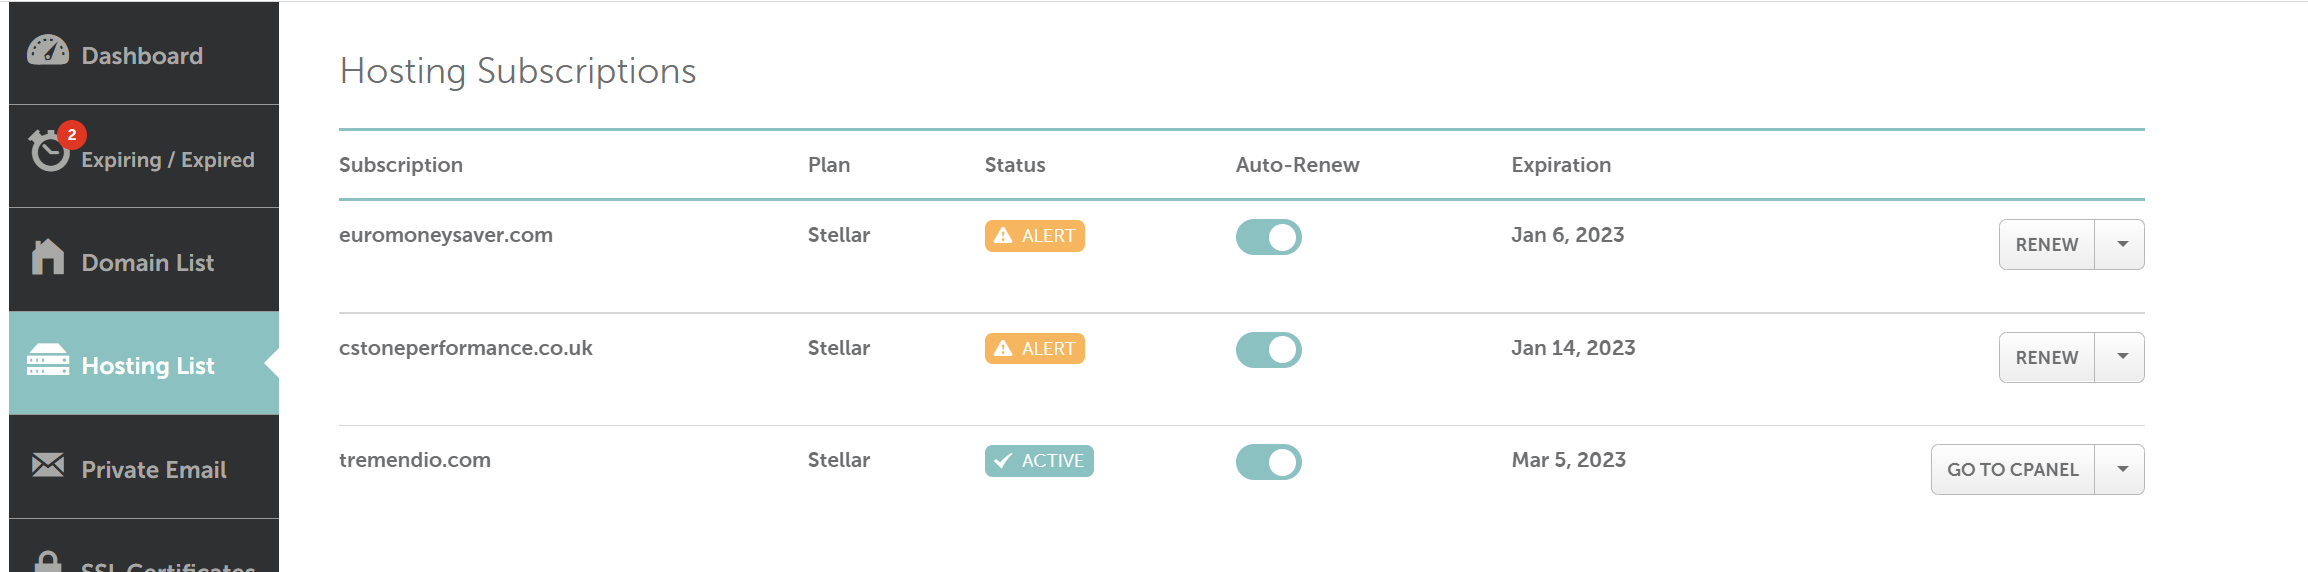 Dashboard
2
Expiring / Expired
Domain List
Hosting List
Private Email
SSL Certificates
Hosting Subscriptions
Subscription Plan Status Auto-Renew Expiration
euromoneysaver.com Stellar ALERT Jan 6, 2023 RENEW
cstoneperformance.co.uk Stellar ALERT Jan 14, 2023 RENEW
tremendio.com Stellar ACTIVE Mar 5, 2023 GO TO CPANEL